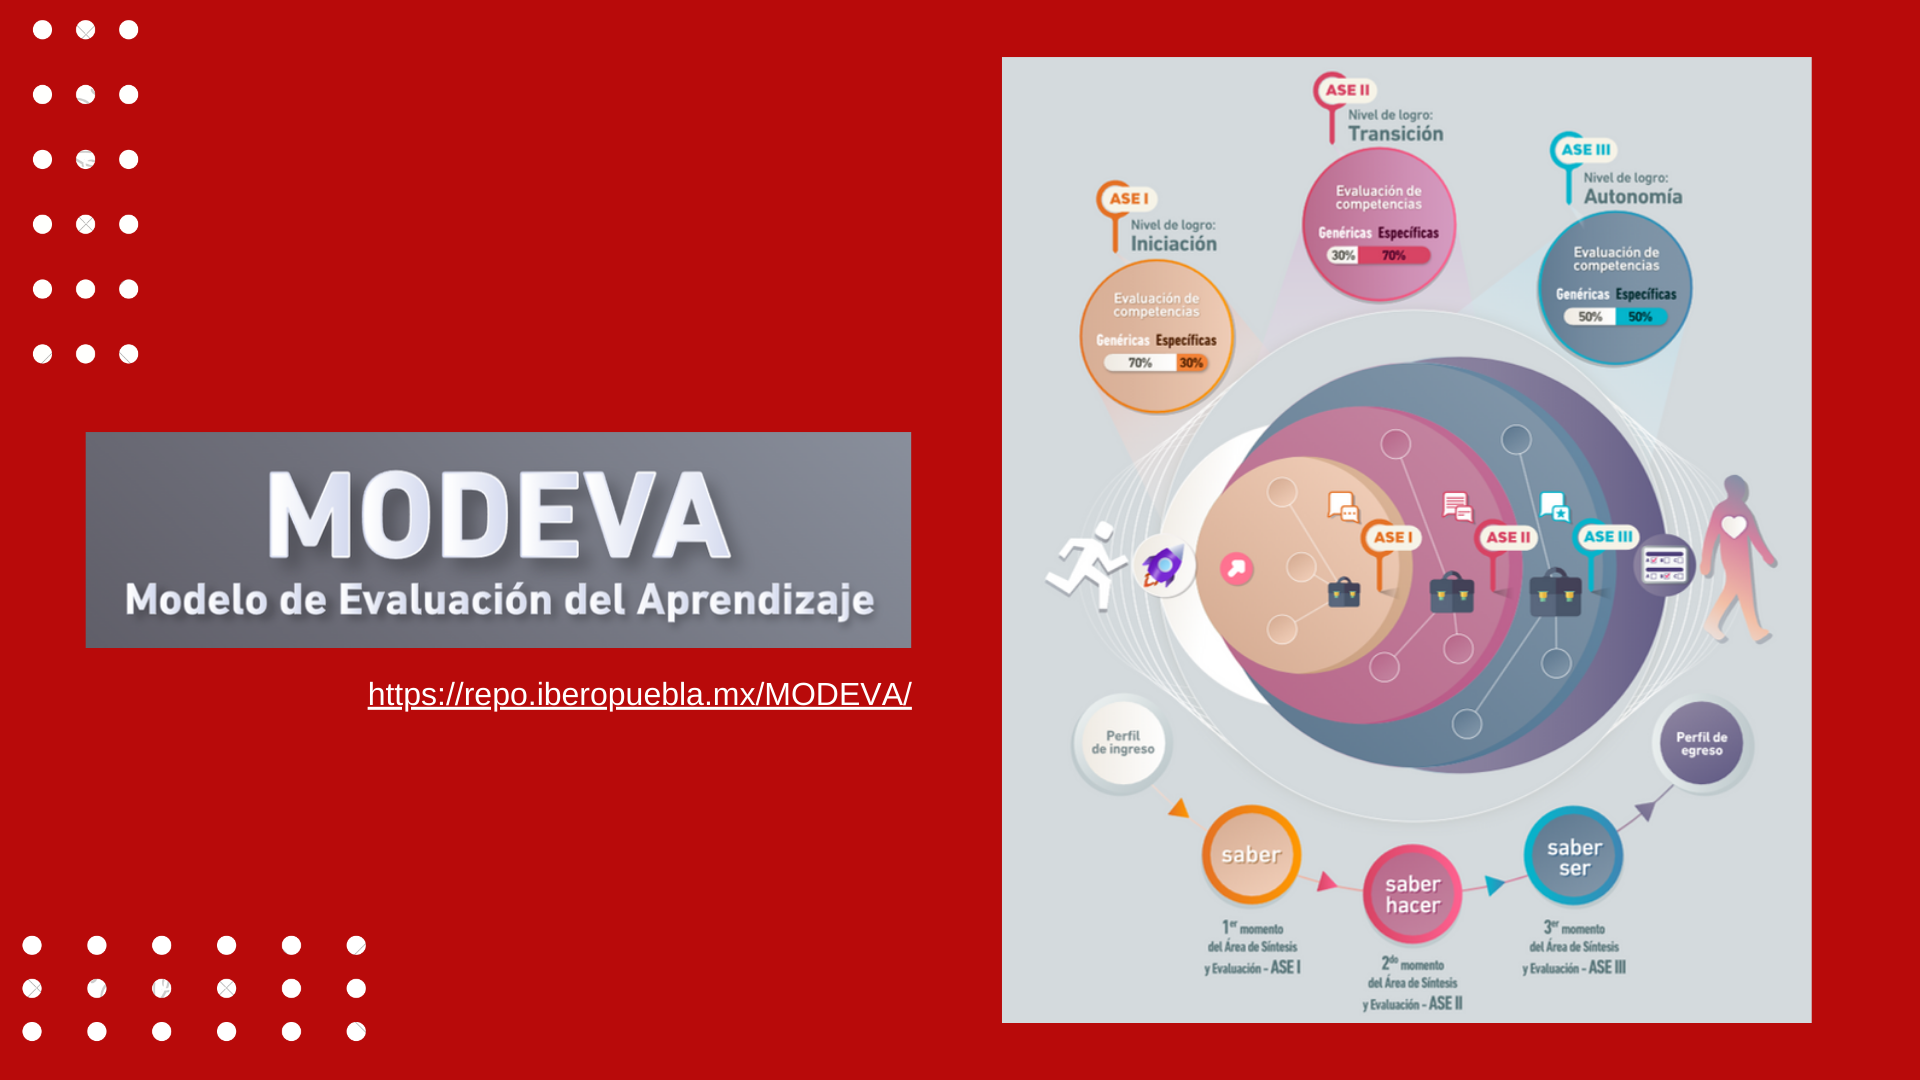 MODEVA
Modelo de Evaluación del Aprendizaje
https://repo.iberopuebla.mx/MODEVA/
ASE I
Nivel de logro:
Iniciación
Evaluación de
competencias
Genéricas Específicas
70% 30%
ASE II
Nivel de logro:
Transición
Evaluación de
competencias
Genéricas Específicas
30% 70%
ASE III
Nivel de logro:
Autonomía
Evaluación de
competencias
Genéricas Específicas
50% 50%
ASE I
ASE II
ASE III
Perfil
de ingreso
saber
1er momento
del Área de Síntesis
y Evaluación - ASE I
saber
hacer
2do momento
del Área de Síntesis
y Evaluación - ASE II
saber
ser
3er momento
del Área de Síntesis
y Evaluación - ASE III
Perfil de
egreso